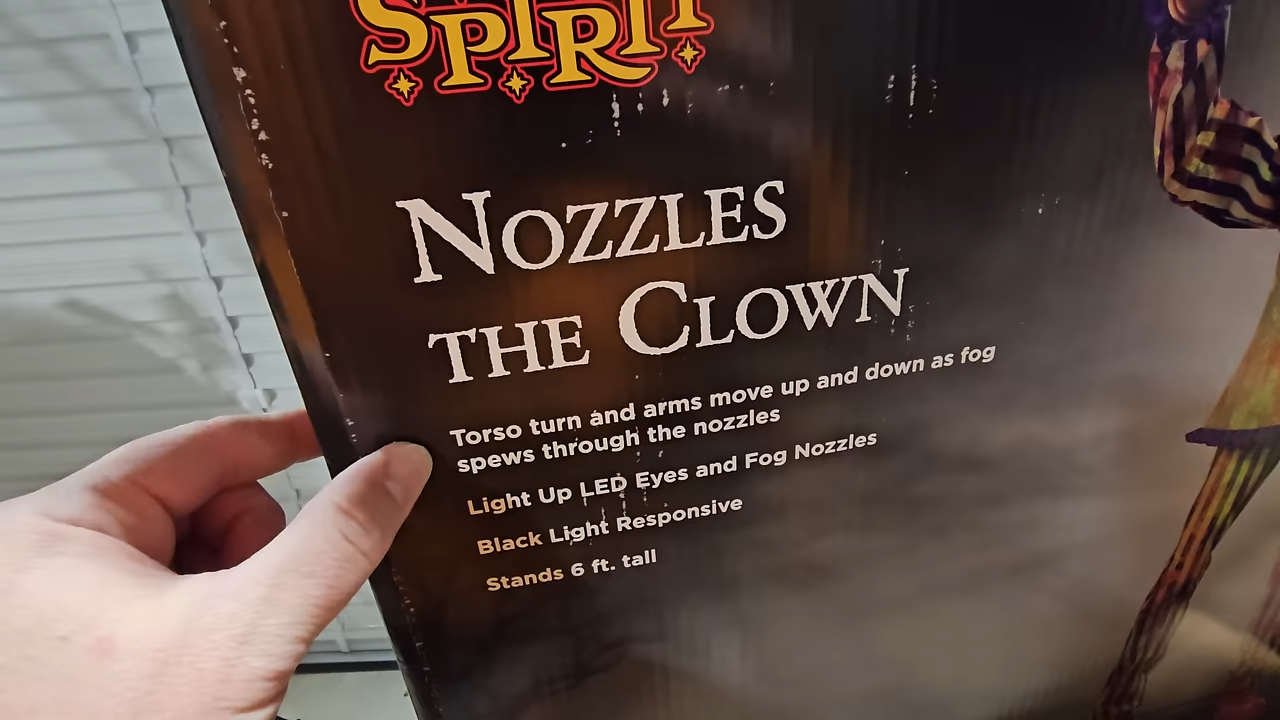 SPIRIT
NOZZLES
THE CLOWN
Torso turn and arms move up and down as fog
spews through the nozzles
Light Up LED Eyes and Fog Nozzles
Black Light Responsive
Stands 6 ft. tall